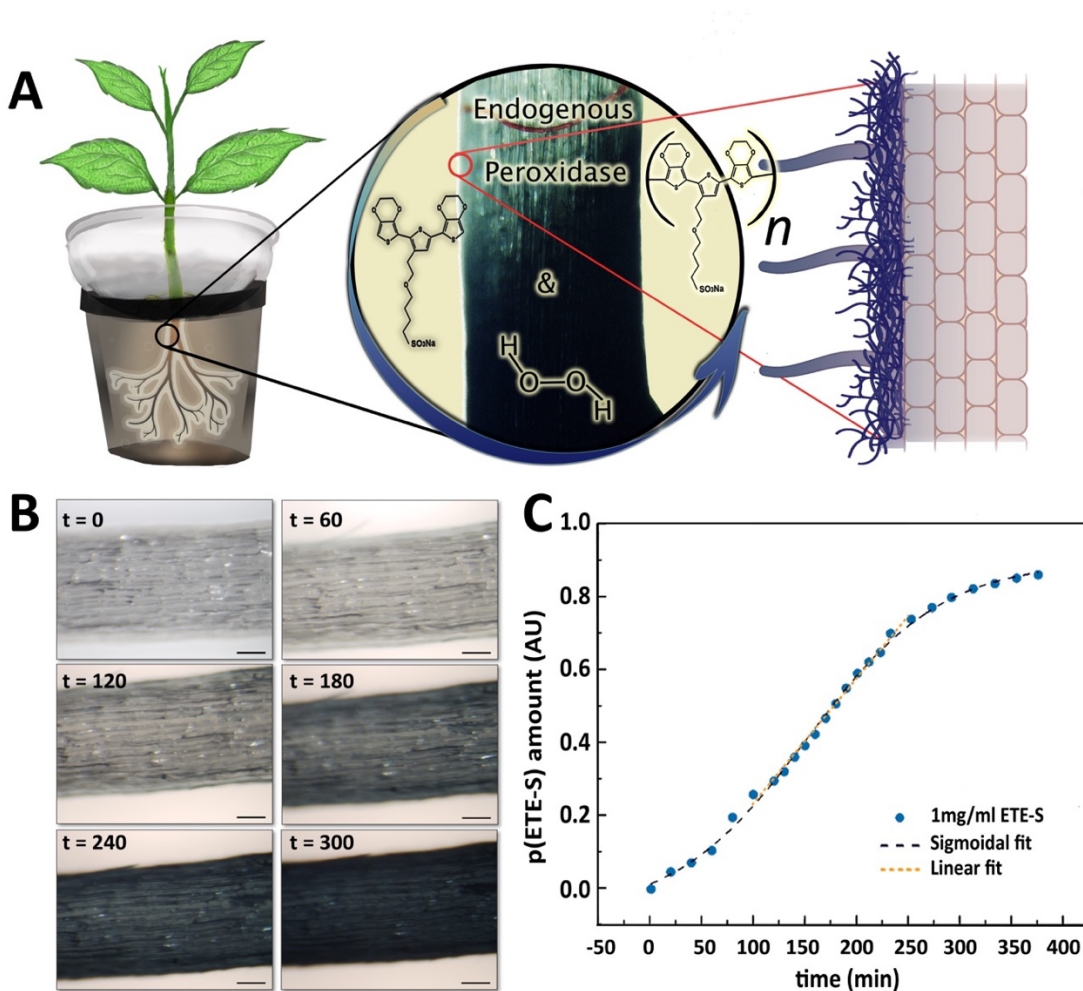 A
Endogenous
Peroxidase
&
H
O—O
H
SO₃Na
n
SO₃Na
B
t = 0
t = 60
t = 120
t = 180
t = 240
t = 300
C
p(ETE-S) amount (AU)
1.0
0.8
0.6
0.4
0.2
0.0
1mg/ml ETE-S
Sigmoidal fit
Linear fit
-50 0 50 100 150 200 250 300 350 400
time (min)